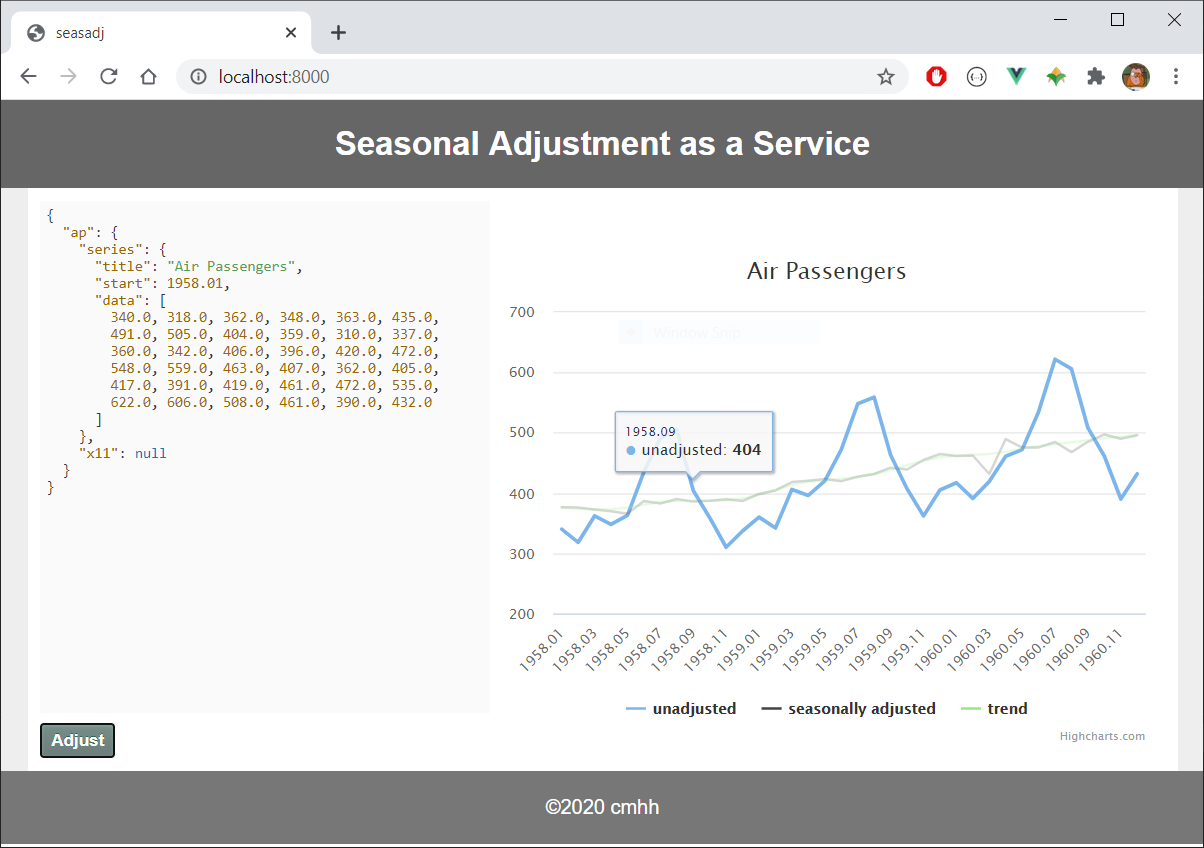 seasadj
localhost:8000
Seasonal Adjustment as a Service
{
"ap": {
"series": {
"title": "Air Passengers",
"start": 1958.01,
"data": [
340.0, 318.0, 362.0, 348.0, 363.0, 435.0,
491.0, 505.0, 404.0, 359.0, 310.0, 337.0,
360.0, 342.0, 406.0, 396.0, 420.0, 472.0,
548.0, 559.0, 463.0, 407.0, 362.0, 405.0,
417.0, 391.0, 419.0, 461.0, 472.0, 535.0,
622.0, 606.0, 508.0, 461.0, 390.0, 432.0
]
},
"x11": null
}
}
Adjust
Air Passengers
700
Window Snip
600
500
1958.09
unadjusted: 404
400
300
200
1958.01 1958.03 1958.05 1958.07 1958.09 1958.11 1959.01 1959.03 1959.05 1959.07 1959.09 1959.11 1960.01 1960.03 1960.05 1960.07 1960.09 1960.11
unadjusted seasonally adjusted trend
Highcharts.com
©2020 cmhh